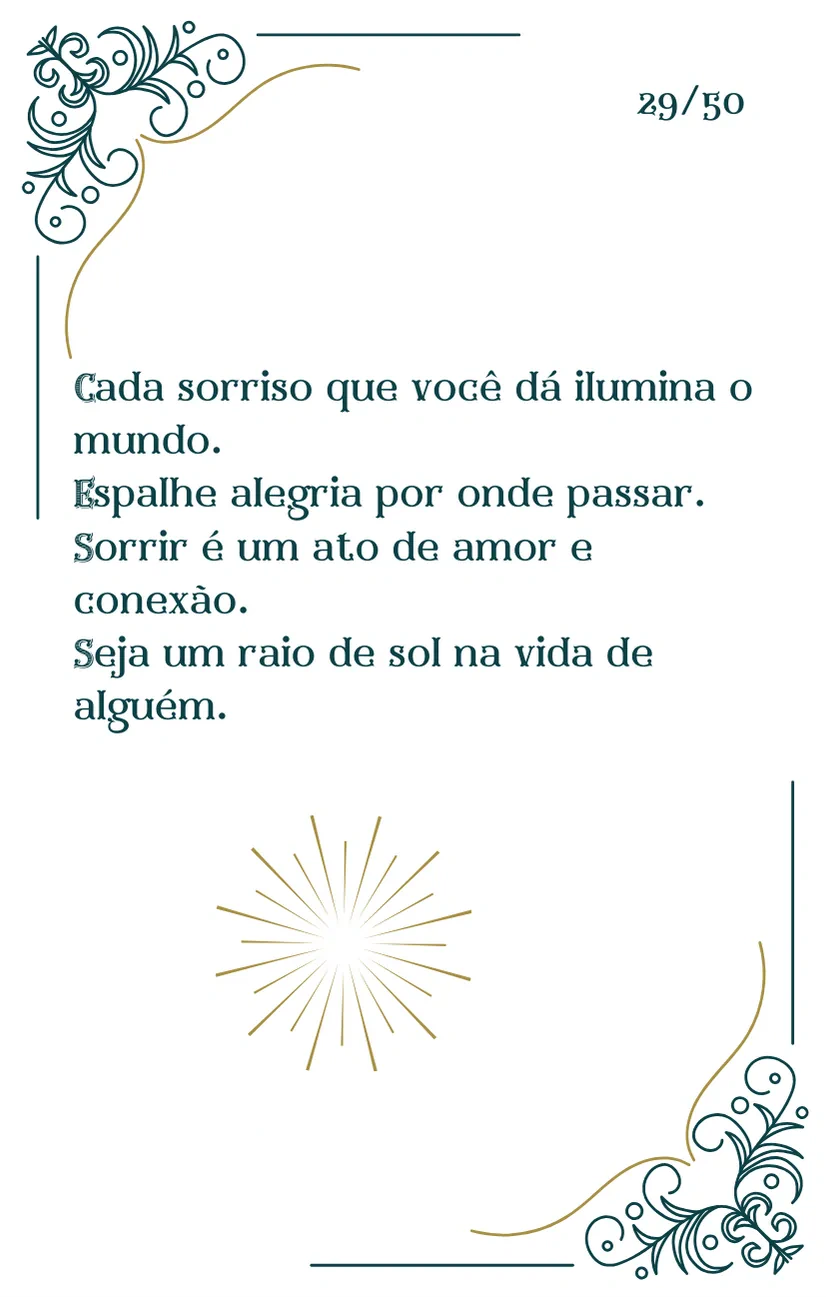 29/50
Cada sorriso que você dá ilumina o
mundo.
Espalhe alegria por onde passar.
Sorrir é um ato de amor e
conexão.
Seja um raio de sol na vida de
alguém.